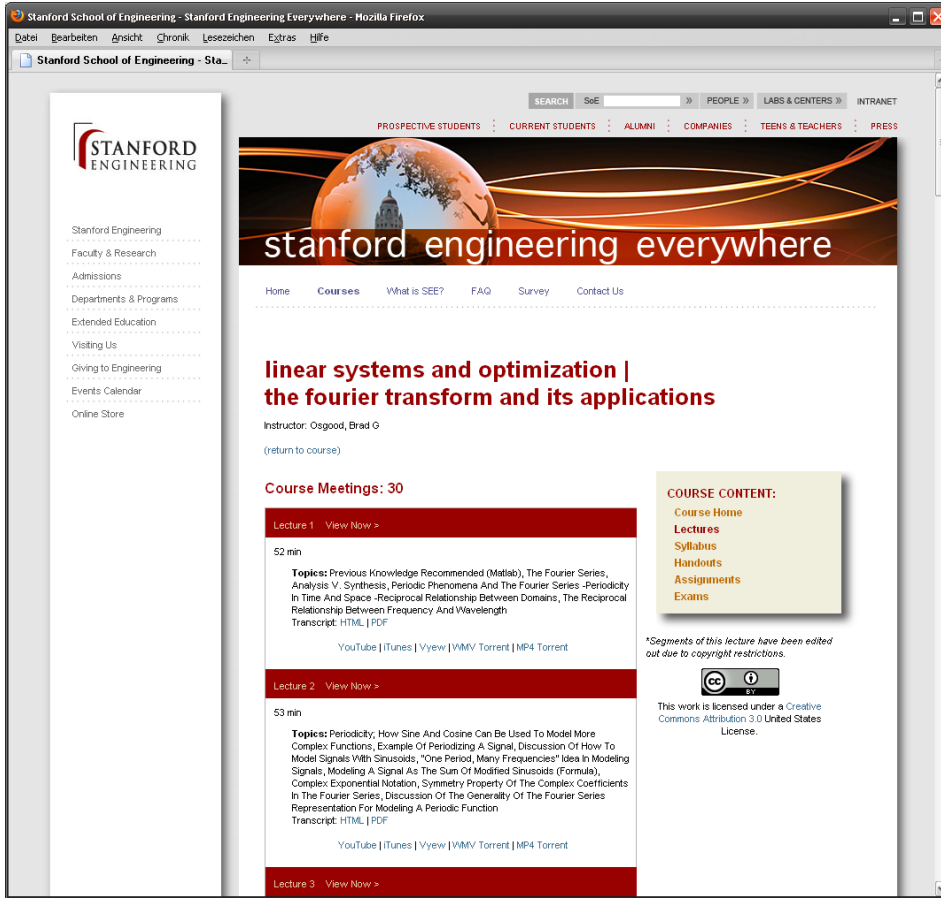 Stanford School of Engineering - Stanford Engineering Everywhere - Mozilla Firefox
Datei Bearbeiten Ansicht Chronik Lesezeichen Extras Hilfe
Stanford School of Engineering - Sta...
SEARCH SoE » PEOPLE » LABS & CENTERS » INTRANET
PROSPECTIVE STUDENTS CURRENT STUDENTS ALUMNI COMPANIES TEENS & TEACHERS PRESS
STANFORD
ENGINEERING
stanford engineering everywhere
Stanford Engineering
Faculty & Research
Admissions
Departments & Programs
Extended Education
Visiting Us
Giving to Engineering
Events Calendar
Online Store
Home Courses What is SEE? FAQ Survey Contact Us
linear systems and optimization |
the fourier transform and its applications
Instructor: Osgood, Brad G
(return to course)
Course Meetings: 30
Lecture 1 View Now >
52 min
Topics: Previous Knowledge Recommended (Matlab), The Fourier Series,
Analysis V. Synthesis, Periodic Phenomena And The Fourier Series -Periodicity
In Time And Space -Reciprocal Relationship Between Domains, The Reciprocal
Relationship Between Frequency And Wavelength
Transcript: HTML | PDF
YouTube | iTunes | Vyew | WMV Torrent | MP4 Torrent
Lecture 2 View Now >
53 min
Topics: Periodicity; How Sine And Cosine Can Be Used To Model More
Complex Functions, Example Of Periodizing A Signal, Discussion Of How To
Model Signals With Sinusoids, "One Period, Many Frequencies" Idea In Modeling
Signals, Modeling A Signal As The Sum Of Modified Sinusoids (Formula),
Complex Exponential Notation, Symmetry Property Of The Complex Coefficients
In The Fourier Series, Discussion Of The Generality Of The Fourier Series
Representation For Modeling A Periodic Function
Transcript: HTML | PDF
YouTube | iTunes | Vyew | WMV Torrent | MP4 Torrent
Lecture 3 View Now >
COURSE CONTENT:
Course Home
Lectures
Syllabus
Handouts
Assignments
Exams
*Segments of this lecture have been edited
out due to copyright restrictions.
cc BY
This work is licensed under a Creative
Commons Attribution 3.0 United States
License.